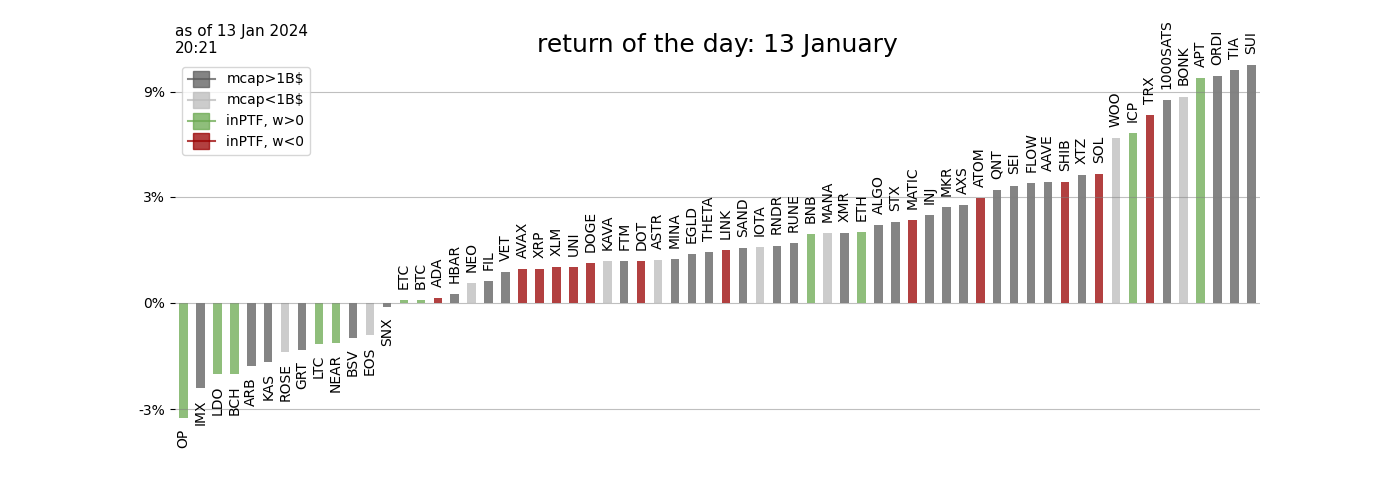 as of 13 Jan 2024
20:21
return of the day: 13 January
mcap>1B$
mcap<1B$
inPTF, w>0
inPTF, w<0
9%
3%
0%
-3%
OP
IMX
LDO
BCH
ARB
KAS
ROSE
GRT
LTC
NEAR
BSV
EOS
SNX
ETC
BTC
ADA
HBAR
NEO
FIL
VET
AVAX
XRP
XLM
UNI
DOGE
KAVA
FTM
DOT
ASTR
MINA
EGLD
THETA
LINK
SAND
IOTA
RNDR
RUNE
BNB
MANA
XMR
ETH
ALGO
STX
MATIC
INJ
MKR
AXS
ATOM
QNT
SEI
FLOW
AAVE
SHIB
XTZ
SOL
WOO
ICP
TRX
1000SATS
BONK
APT
ORDI
TIA
SUI